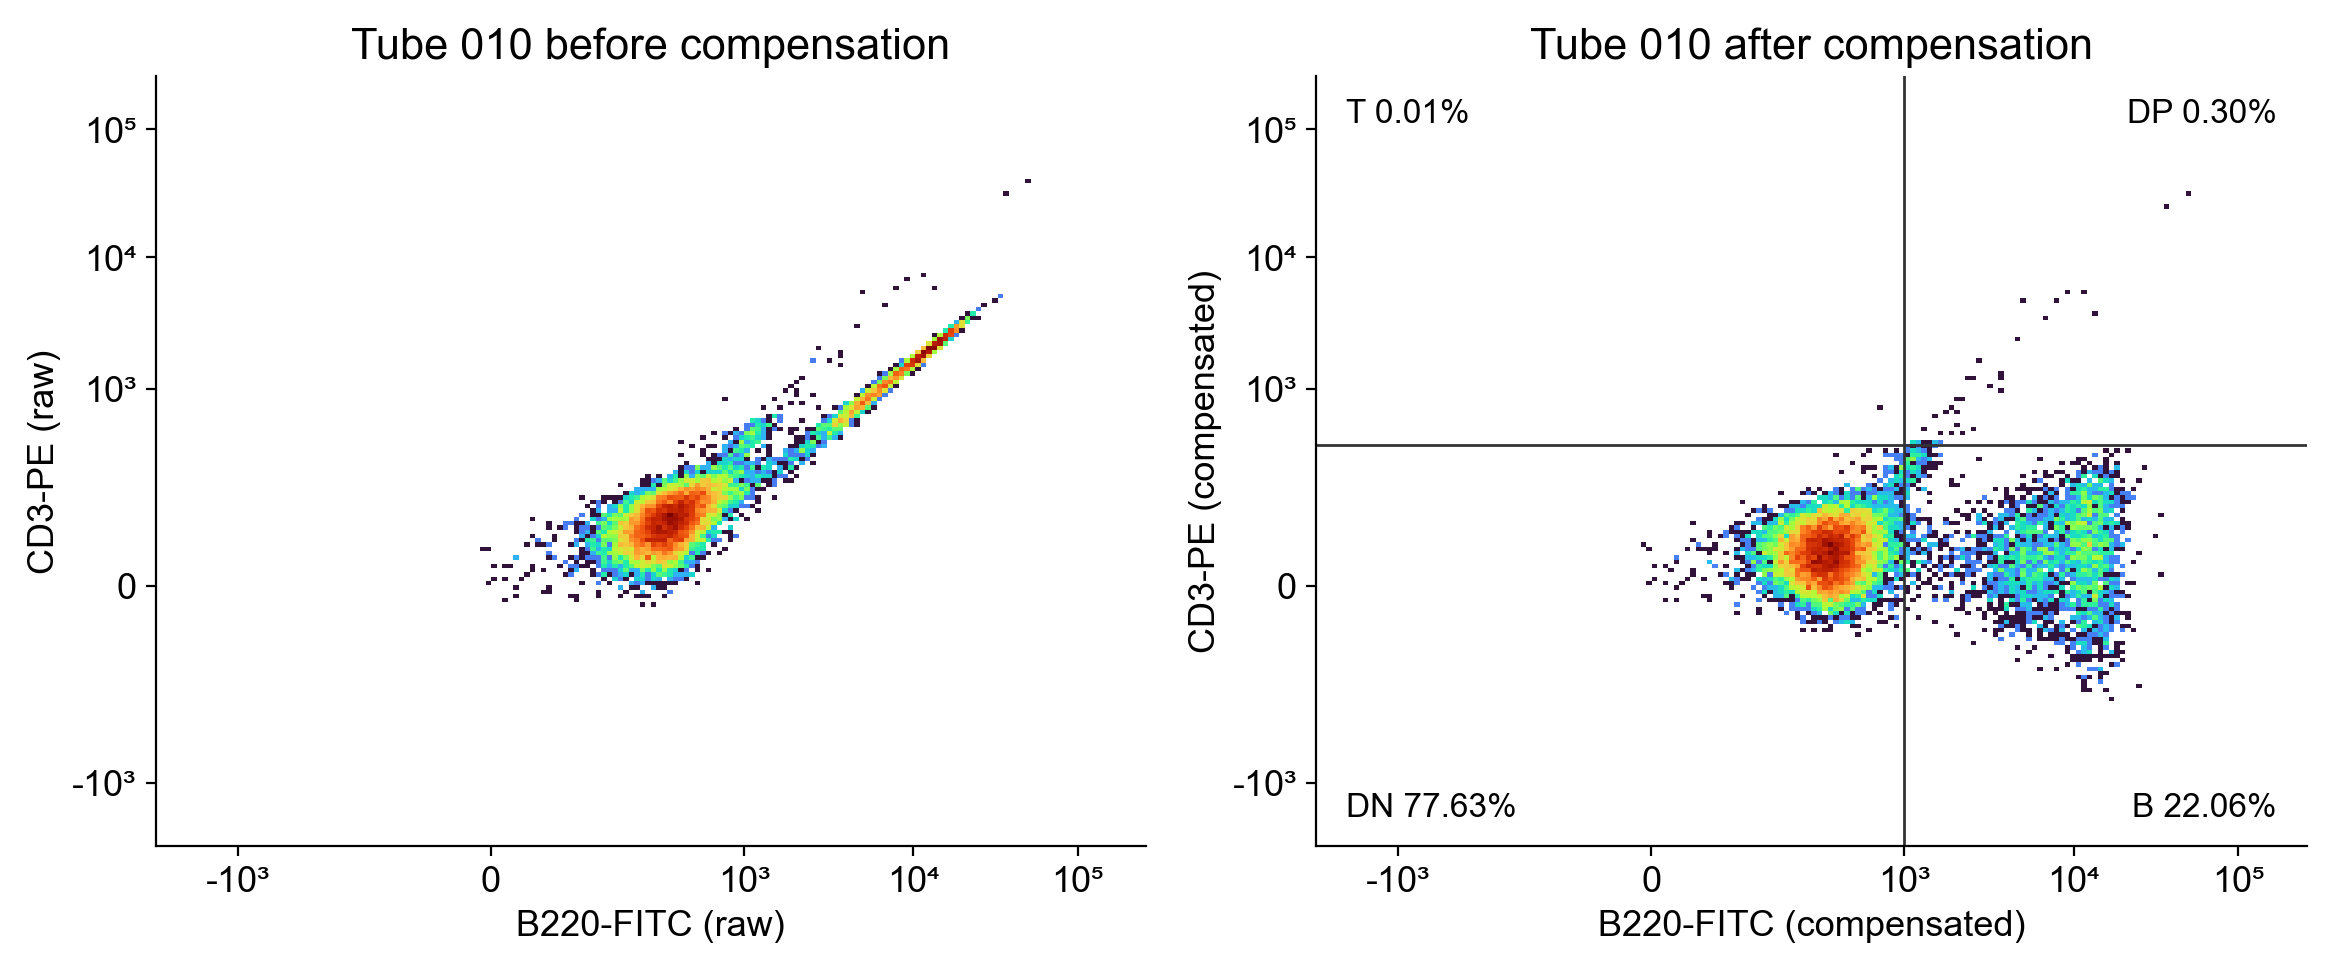 Tube 010 before compensation
10⁵
10⁴
10³
0
-10³
CD3-PE (raw)
-10³
0
10³
10⁴
10⁵
B220-FITC (raw)
Tube 010 after compensation
T 0.01%
DP 0.30%
10⁵
10⁴
10³
0
-10³
CD3-PE (compensated)
DN 77.63%
B 22.06%
-10³
0
10³
10⁴
10⁵
B220-FITC (compensated)